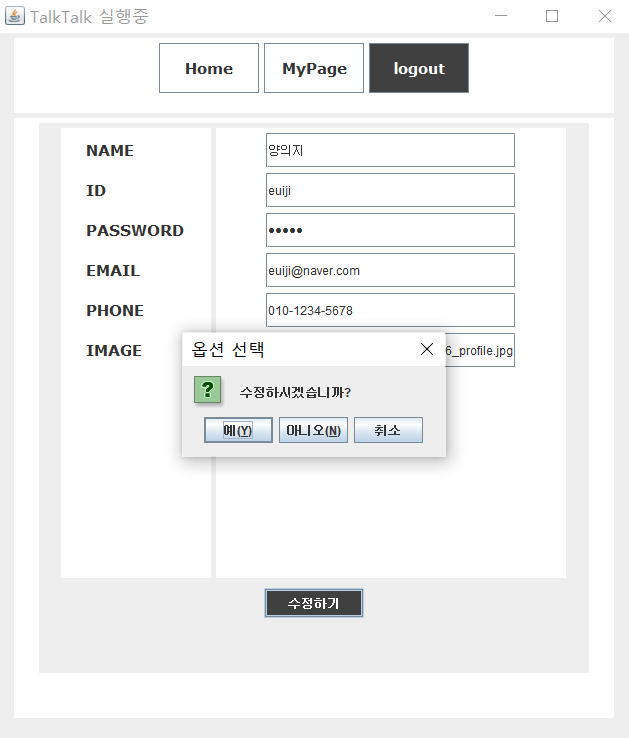 TalkTalk 실행중
Home MyPage logout
NAME 양의지
ID euiji
PASSWORD •••••
EMAIL euiji@naver.com
PHONE 010-1234-5678
IMAGE 6_profile.jpg
옵션 선택
? 수정하시겠습니까?
예(Y) 아니오(N) 취소
수정하기